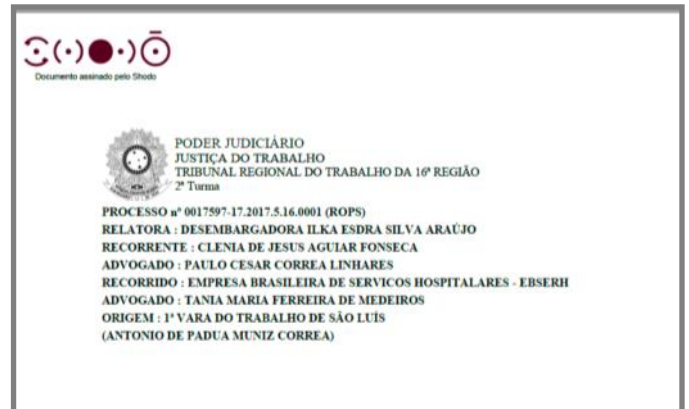 Documento assinado pelo Shodo
PODER JUDICIÁRIO
JUSTIÇA DO TRABALHO
TRIBUNAL REGIONAL DO TRABALHO DA 16ª REGIÃO
2ª Turma
PROCESSO nº 0017597-17.2017.5.16.0001 (ROPS)
RELATORA : DESEMBARGADORA ILKA ESDRA SILVA ARAÚJO
RECORRENTE : CLENIA DE JESUS AGUIAR FONSECA
ADVOGADO : PAULO CESAR CORREA LINHARES
RECORRIDO : EMPRESA BRASILEIRA DE SERVICOS HOSPITALARES - EBSERH
ADVOGADO : TANIA MARIA FERREIRA DE MEDEIROS
ORIGEM : 1ª VARA DO TRABALHO DE SÃO LUÍS
(ANTONIO DE PADUA MUNIZ CORREA)